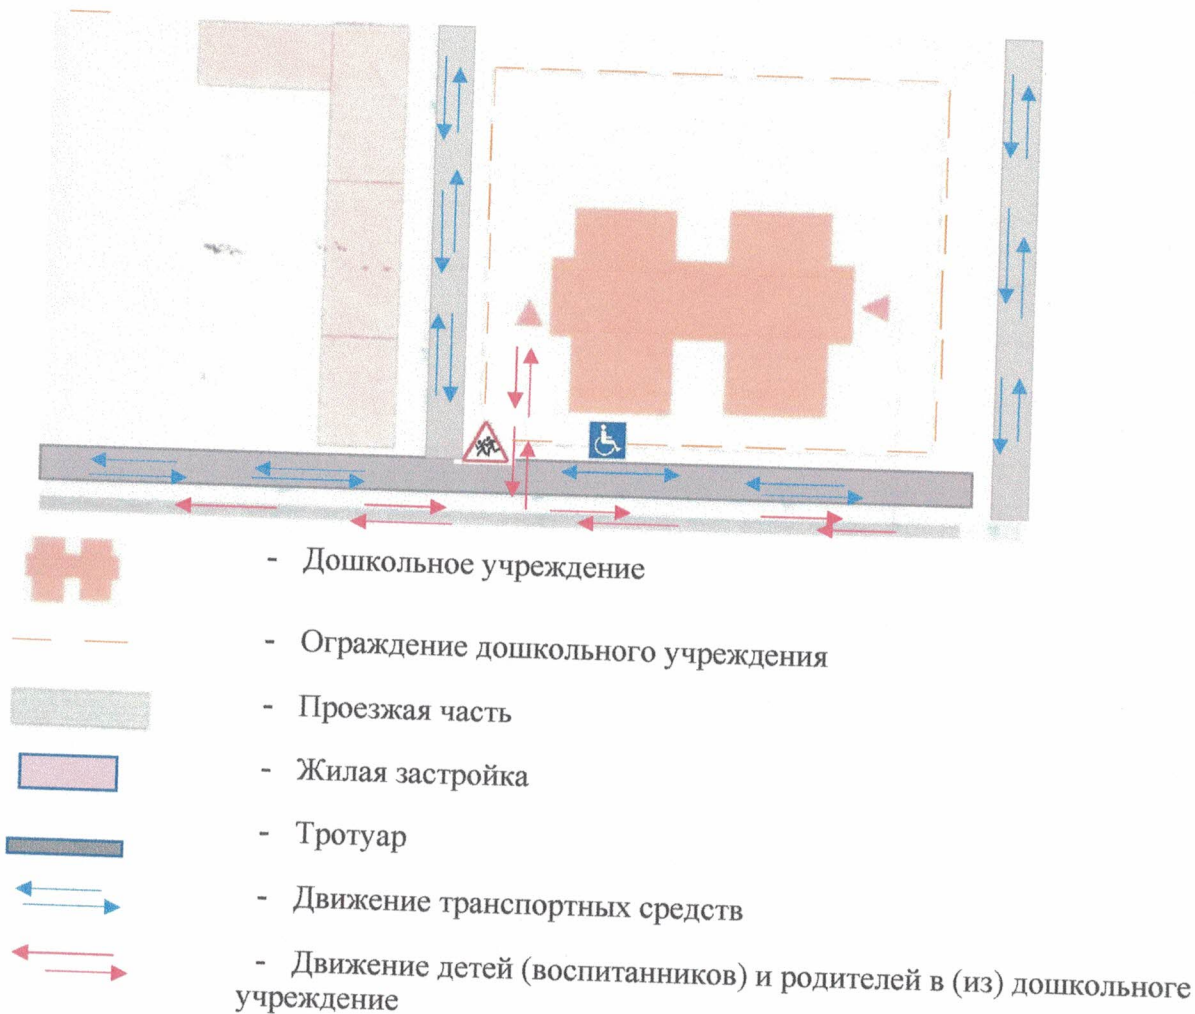 - Дошкольное учреждение
- Ограждение дошкольного учреждения
- Проезжая часть
- Жилая застройка
- Тротуар
- Движение транспортных средств
- Движение детей (воспитанников) и родителей в (из) дошкольноге
учреждение